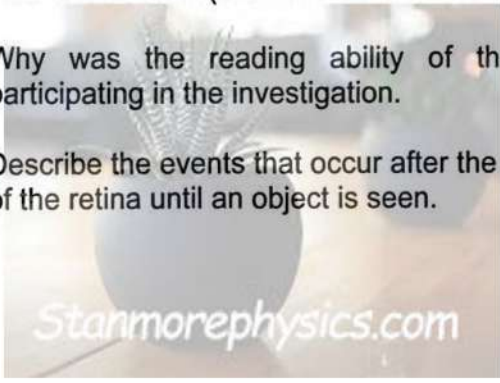 Why was the reading ability of th
participating in the investigation.
Describe the events that occur after the
of the retina until an object is seen.
Stanmorephysics.com